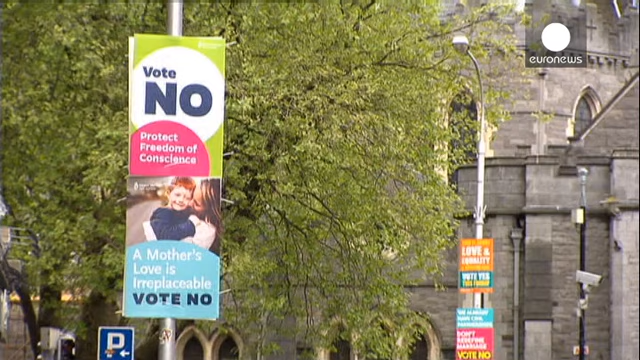 euronews
Vote
NO
Protect
Freedom of
Conscience
A Mother's
Love is
Irreplaceable
VOTE NO
P
LOVE &
EQUALITY
VOTE YES
DON'T
REDEFINE
MARRIAGE
VOTE NO